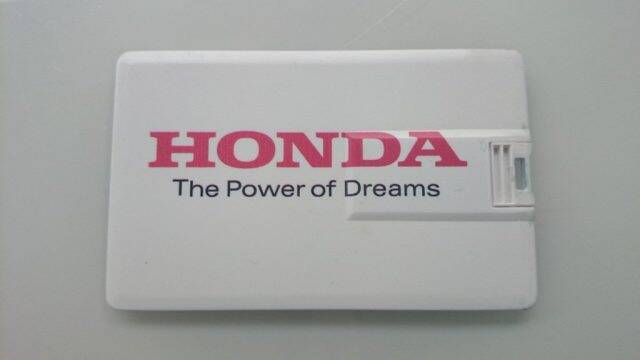 HONDA
The Power of Dreams